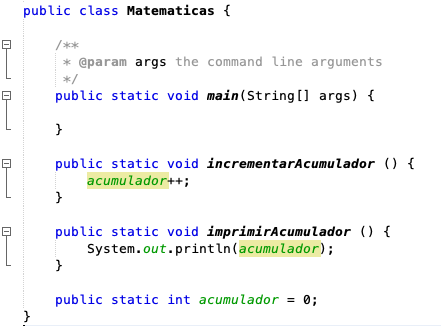 public class Matematicas {
/**
* @param args the command line arguments
*/
public static void main(String[] args) {
}
public static void incrementarAcumulador () {
acumulador++;
}
public static void imprimirAcumulador () {
System.out.println(acumulador);
}
public static int acumulador = 0;
}